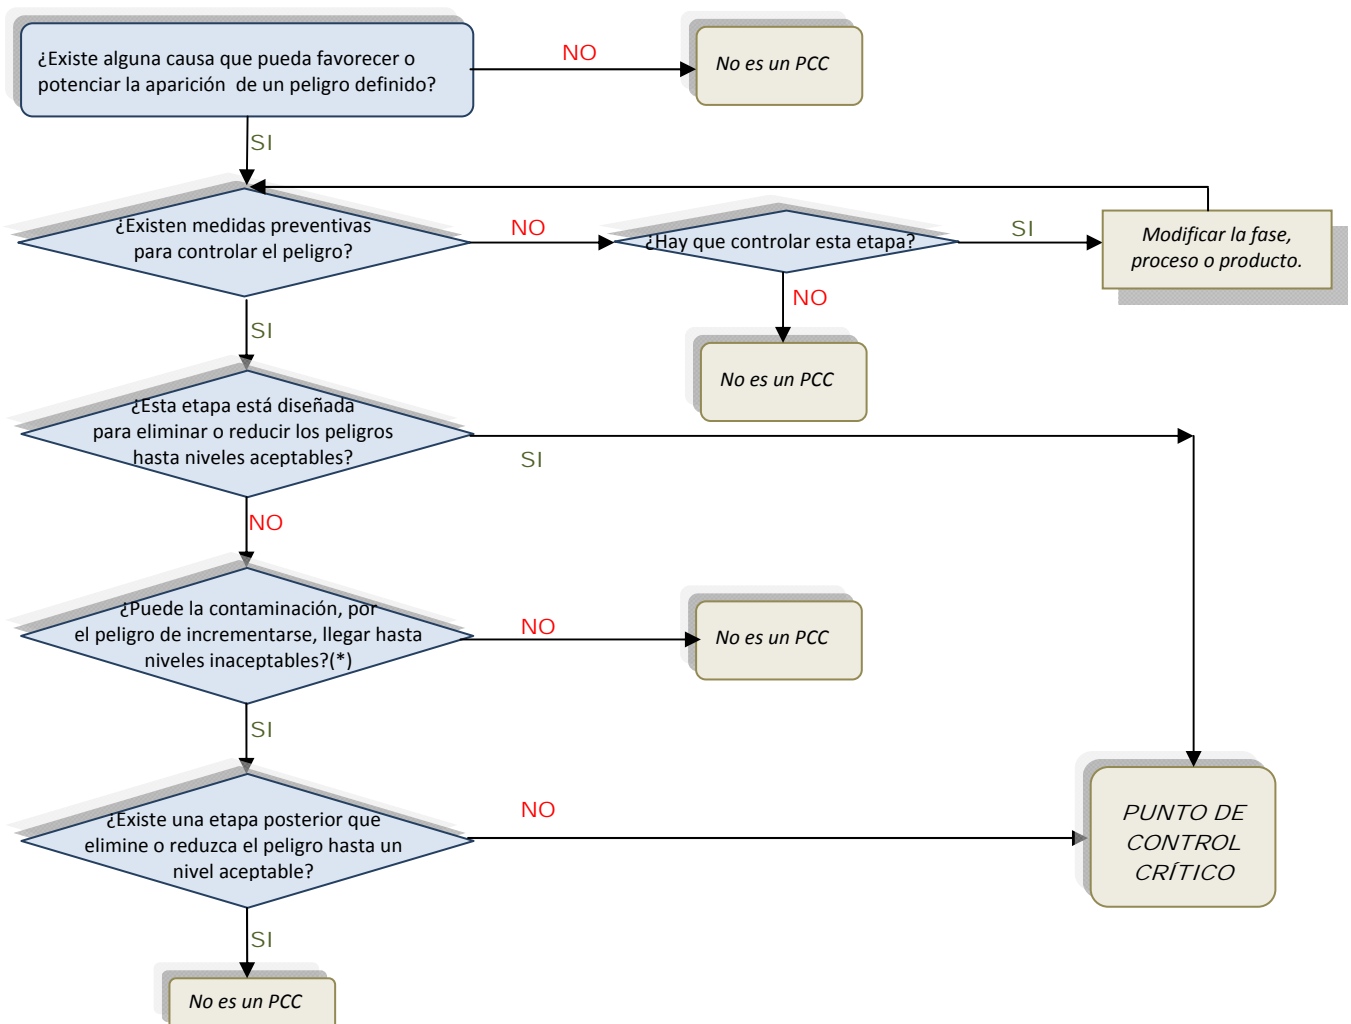 ¿Existe alguna causa que pueda favorecer o
potenciar la aparición de un peligro definido?
NO
No es un PCC
SI
¿Existen medidas preventivas
para controlar el peligro?
NO
¿Hay que controlar esta etapa?
SI
Modificar la fase,
proceso o producto.
NO
No es un PCC
SI
¿Esta etapa está diseñada
para eliminar o reducir los peligros
hasta niveles aceptables?
SI
NO
¿Puede la contaminación, por
el peligro de incrementarse, llegar hasta
niveles inaceptables?(*)
NO
No es un PCC
SI
¿Existe una etapa posterior que
elimine o reduzca el peligro hasta un
nivel aceptable?
NO
PUNTO DE
CONTROL
CRÍTICO
SI
No es un PCC